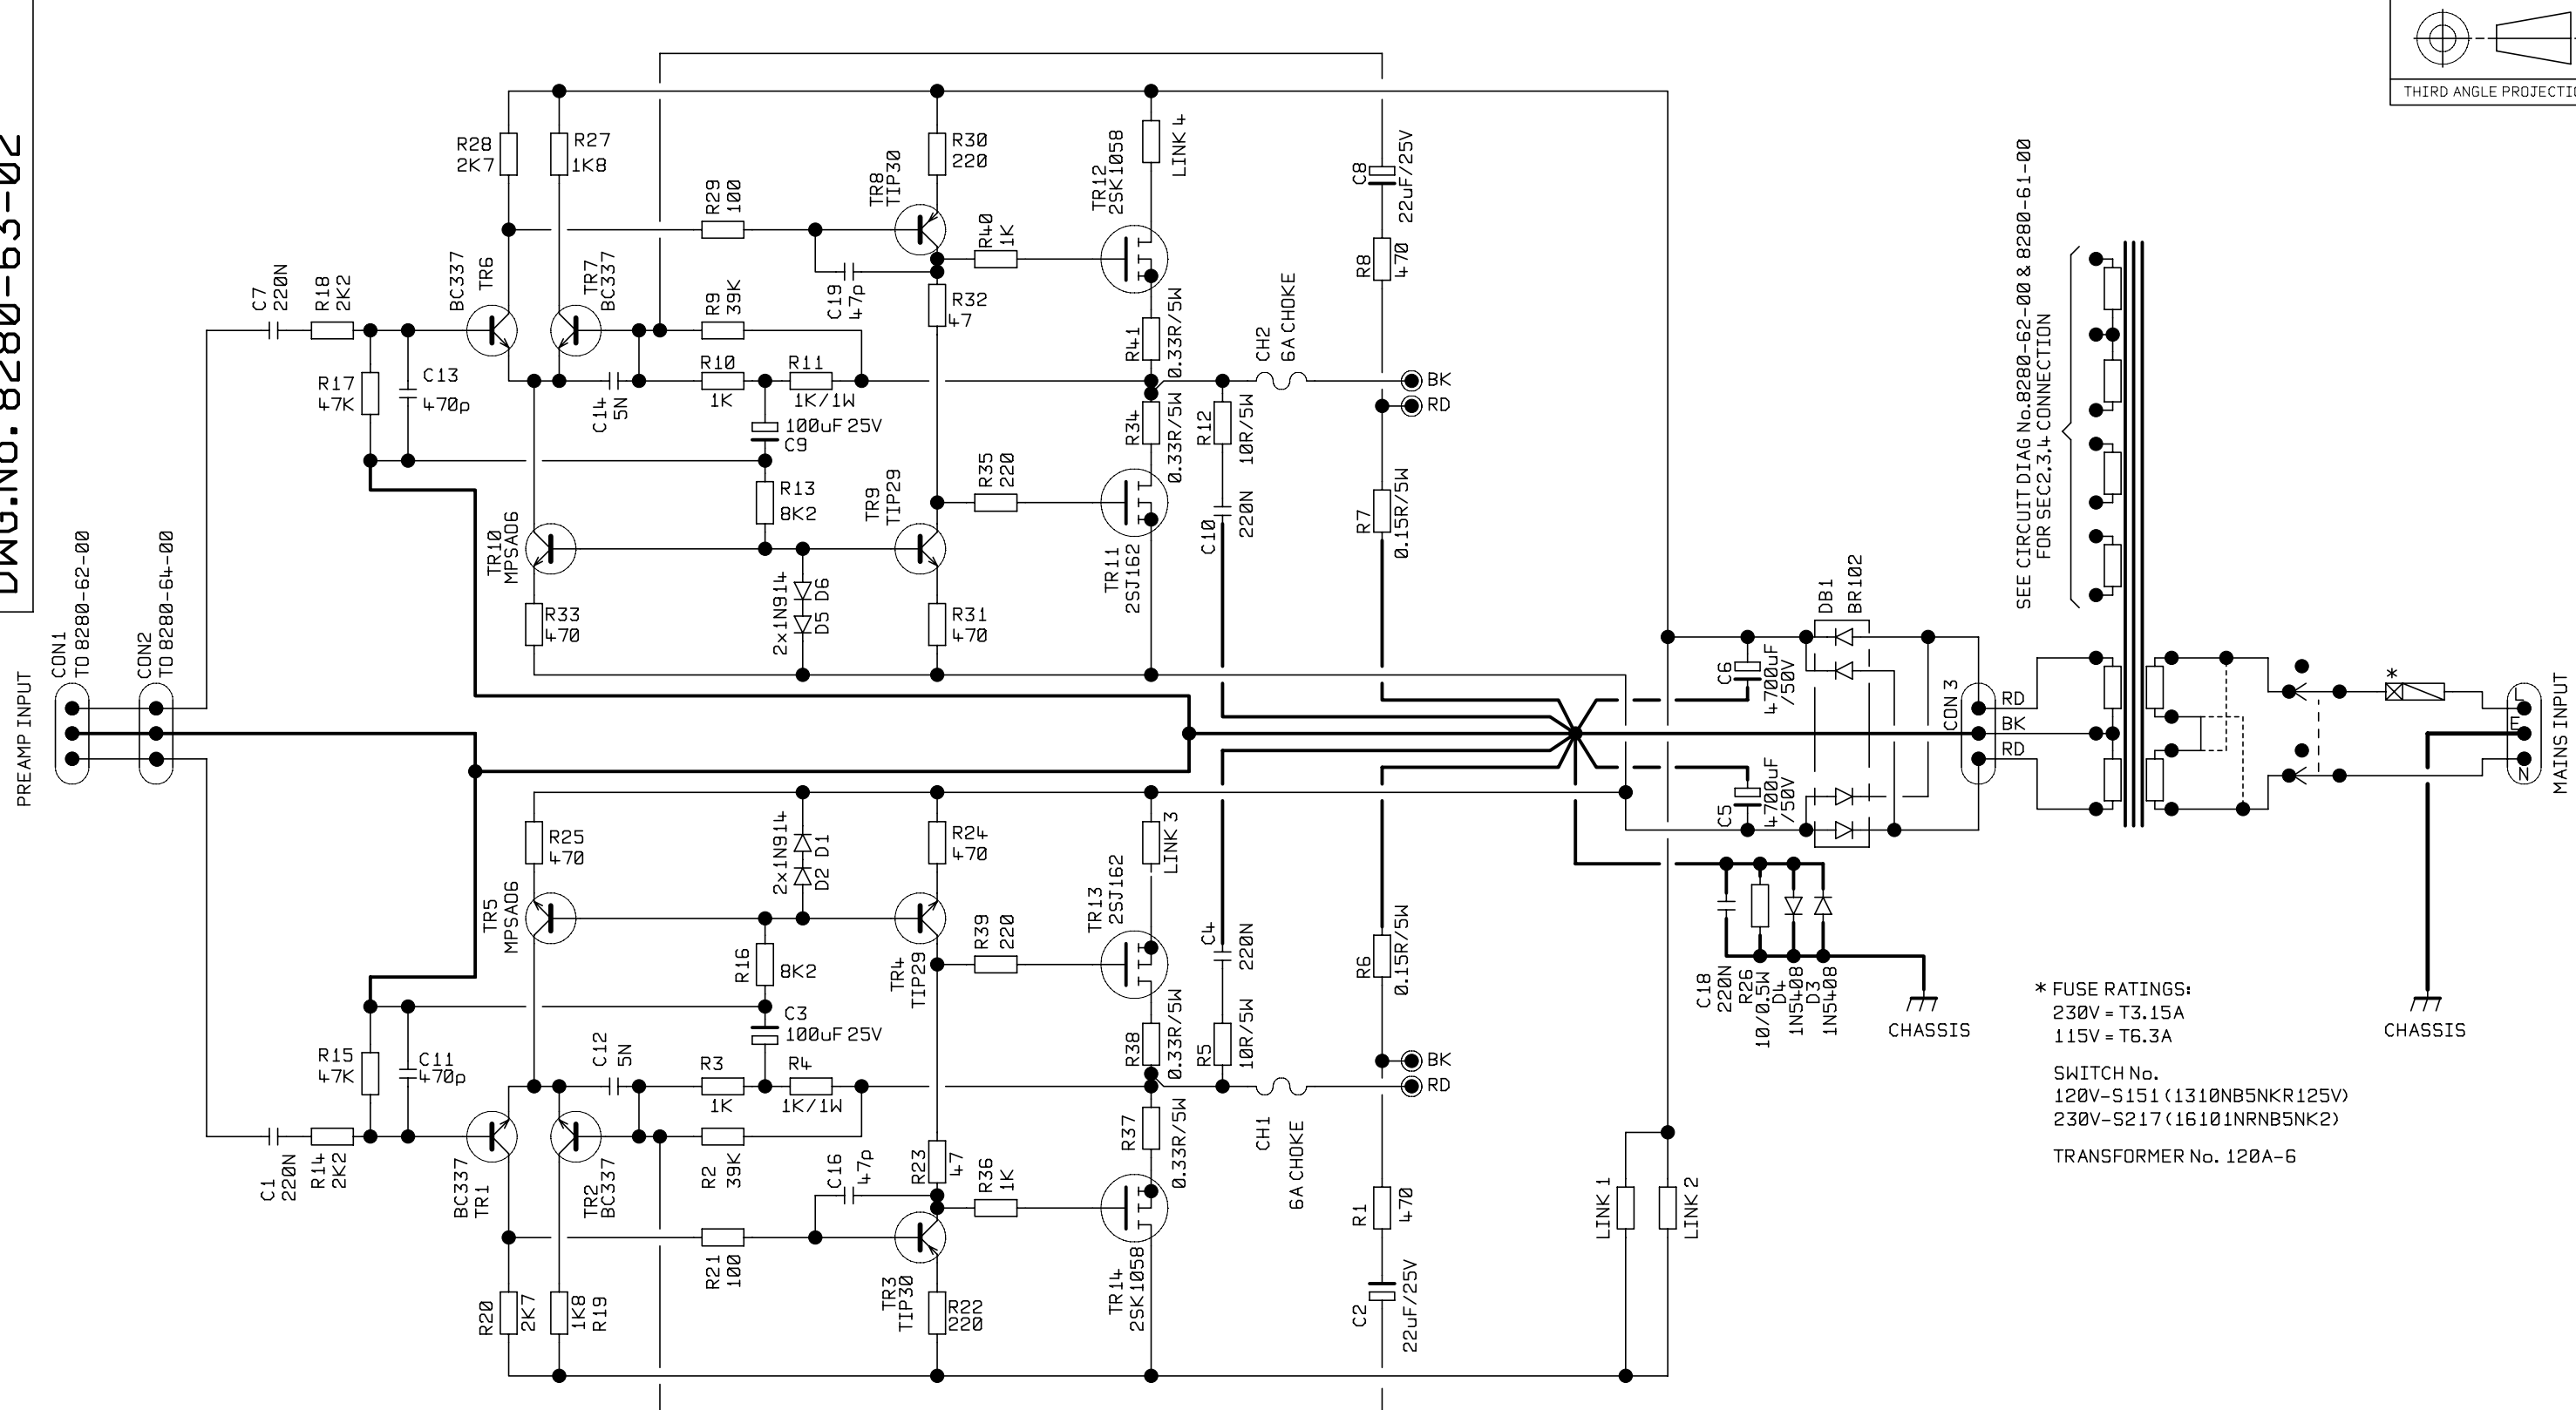 DWG.No. 8280-63-02
THIRD ANGLE PROJECTIO
R28
2K7
R27
1K8
R29
100
TR8
TIP30
R30
220
TR12
2SK1058
LINK 4
C8
22uF/25V
C7
220N
R18
2K2
BC337
TR6
TR7
BC337
R9
39K
C19
47p
R40
1K
R32
47
R41
0.33R/5W
CH2
6A CHOKE
R8
470
R17
47K
C13
470p
C14
5N
R10
1K
R11
1K/1W
100uF 25V
C9
R34
0.33R/5W
R12
10R/5W
BK
RD
R13
8K2
TR9
TIP29
R35
220
C10
220N
R7
0.15R/5W
TR10
MPSA06
2x1N914
D5 D6
TR11
2SJ162
R33
470
R31
470
SEE CIRCUIT DIAG No.8280-62-00 & 8280-61-00
FOR SEC2,3,4 CONNECTION
PREAMP INPUT
CON1
TO 8280-62-00
CON2
TO 8280-64-00
DB1
BR102
C6
4700uF
/50V
CON 3
RD
BK
RD
*
L
E
N
MAINS INPUT
C5
4700uF
/50V
R25
470
2x1N914
D2 D1
R24
470
LINK 3
TR5
MPSA06
TR13
2SJ162
R16
8K2
TR4
TIP29
R39
220
C4
220N
R6
0.15R/5W
C18
220N
R26
10/0.5W
D4
1N5408
D3
1N5408
CHASSIS
CHASSIS
* FUSE RATINGS:
230V = T3.15A
115V = T6.3A
SWITCH No.
120V-S151 (1310NB5NKR125V)
230V-S217 (16101NRNB5NK2)
TRANSFORMER No. 120A-6
R15
47K
C11
470p
C12
5N
C3
100uF 25V
R3
1K
R4
1K/1W
R38
0.33R/5W
R5
10R/5W
BK
RD
C1
220N
R14
2K2
BC337
TR1
TR2
BC337
R2
39K
C16
47p
R23
47
R36
1K
R37
0.33R/5W
CH1
6A CHOKE
R1
470
LINK 1
LINK 2
R21
100
TR3
TIP30
R22
220
TR14
2SK1058
C2
22uF/25V
R20
2K7
1K8
R19